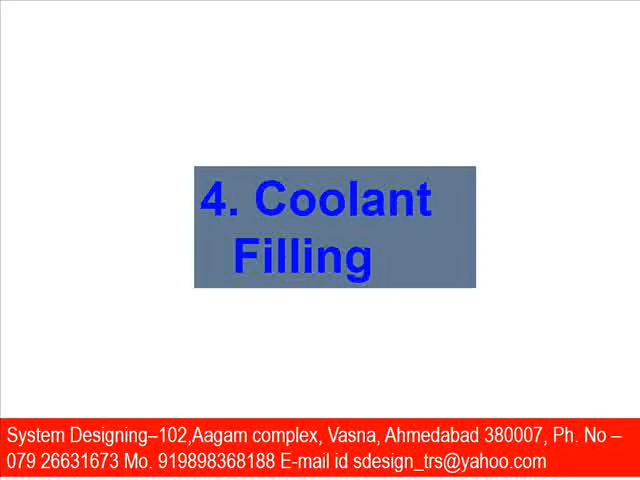 4. Coolant
Filling
System Designing–102,Aagam complex, Vasna, Ahmedabad 380007, Ph. No –
079 26631673 Mo. 919898368188 E-mail id sdesign_trs@yahoo.com